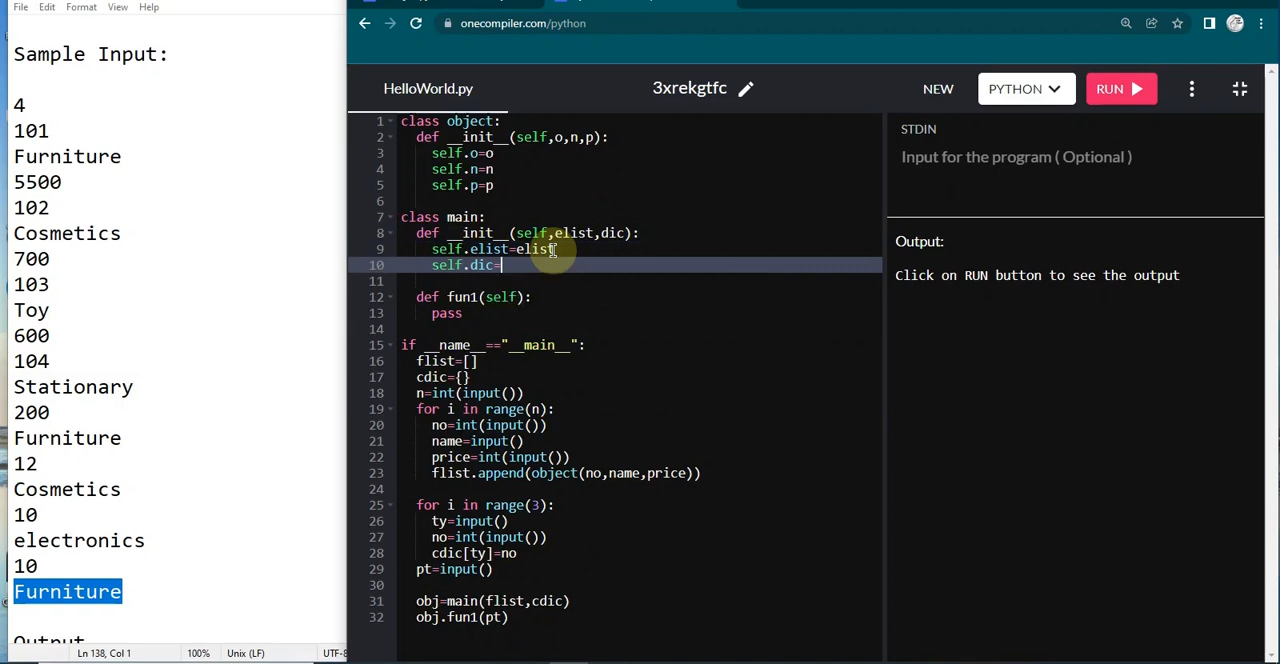 File Edit Format View Help
Sample Input:
4
101
Furniture
5500
102
Cosmetics
700
103
Toy
600
104
Stationary
200
Furniture
12
Cosmetics
10
electronics
10
Furniture
Output
Ln 138, Col 1 100% Unix (LF) UTF-8
onecompiler.com/python
HelloWorld.py 3xrekgtfc NEW PYTHON RUN
1 class object:
2 def __init__(self,o,n,p):
3 self.o=o
4 self.n=n
5 self.p=p
6
7 class main:
8 def __init__(self,elist,dic):
9 self.elist=elist
10 self.dic=
11
12 def fun1(self):
13 pass
14
15 if __name__=="__main__":
16 flist=[]
17 cdic={}
18 n=int(input())
19 for i in range(n):
20 no=int(input())
21 name=input()
22 price=int(input())
23 flist.append(object(no,name,price))
24
25 for i in range(3):
26 ty=input()
27 no=int(input())
28 cdic[ty]=no
29 pt=input()
30
31 obj=main(flist,cdic)
32 obj.fun1(pt)
STDIN
Input for the program ( Optional )
Output:
Click on RUN button to see the output